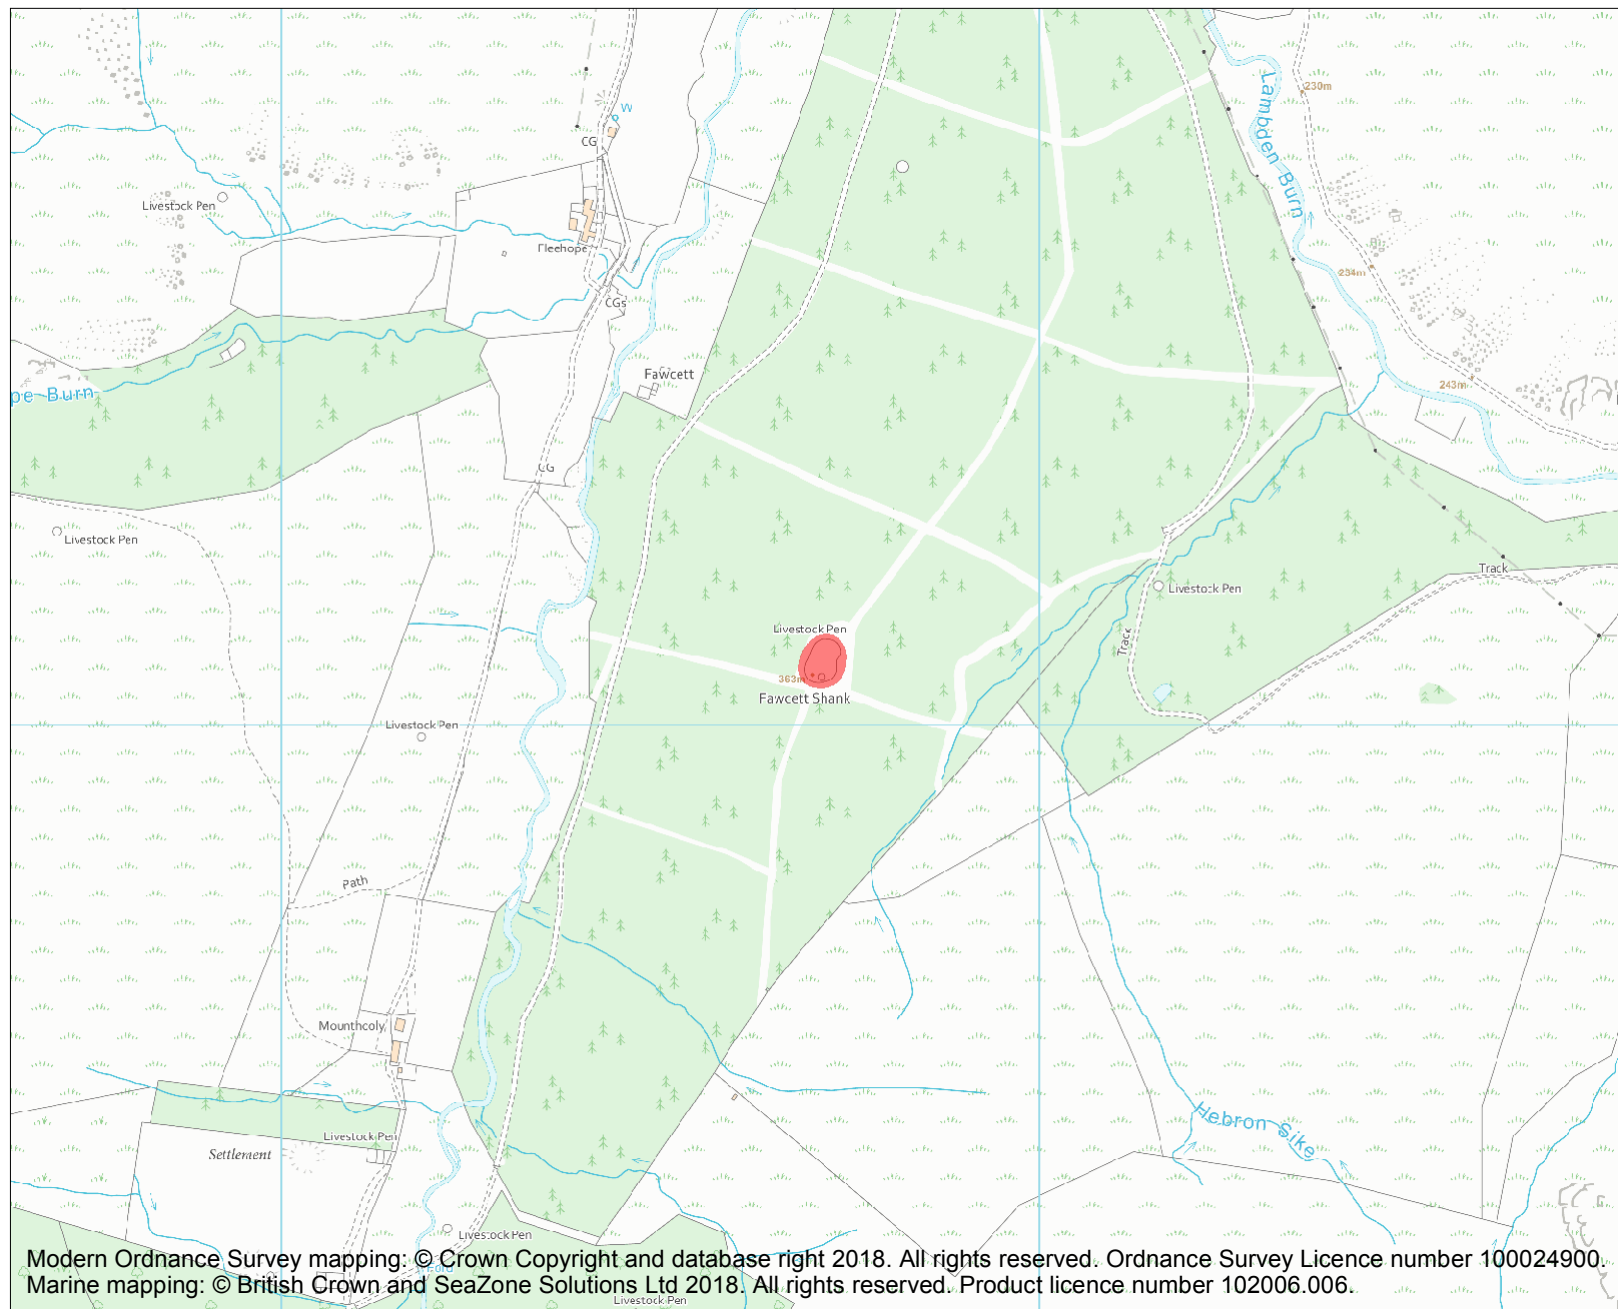 W
230m
Lambden Burn
CG
Livestock Pen
Fleehope
234m
CGs
Fawcett
243m
pe Burn
CG
Livestock Pen
Track
Livestock Pen
Livestock Pen
Track
363m
Fawcett Shank
Livestock Pen
Path
Mounthcoly
Hebron Sike
Livestock Pen
Settlement
Livestock Pen
Modern Ordnance Survey mapping: © Crown Copyright and database right 2018. All rights reserved. Ordnance Survey Licence number 100024900.
Marine mapping: © British Crown and SeaZone Solutions Ltd 2018. All rights reserved. Product licence number 102006.006.
Livestock Pen